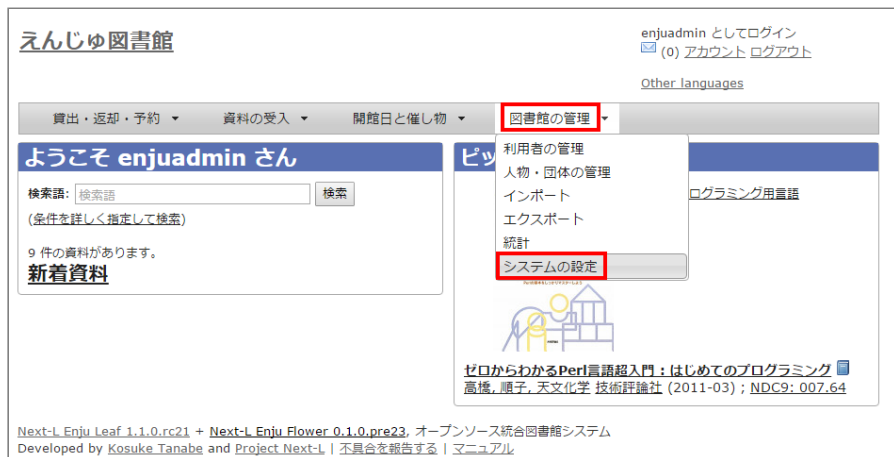 えんじゅ図書館
enjuadmin としてログイン
(0) アカウント ログアウト
Other languages
貸出・返却・予約 ▼ 資料の受入 ▼ 開館日と催し物 ▼ 図書館の管理 ▼
ようこそ enjuadmin さん
検索語: 検索語 検索
(条件を詳しく指定して検索)
9 件の資料があります。
新着資料
ピッ
利用者の管理
人物・団体の管理
インポート
エクスポート
統計
システムの設定
ログラミング用言語
ゼロからわかるPerl言語超入門 : はじめてのプログラミング
高橋, 順子, 天文化学 技術評論社 (2011-03) ; NDC9: 007.64
Next-L Enju Leaf 1.1.0.rc21 + Next-L Enju Flower 0.1.0.pre23, オープンソース統合図書館システム
Developed by Kosuke Tanabe and Project Next-L | 不具合を報告する | マニュアル